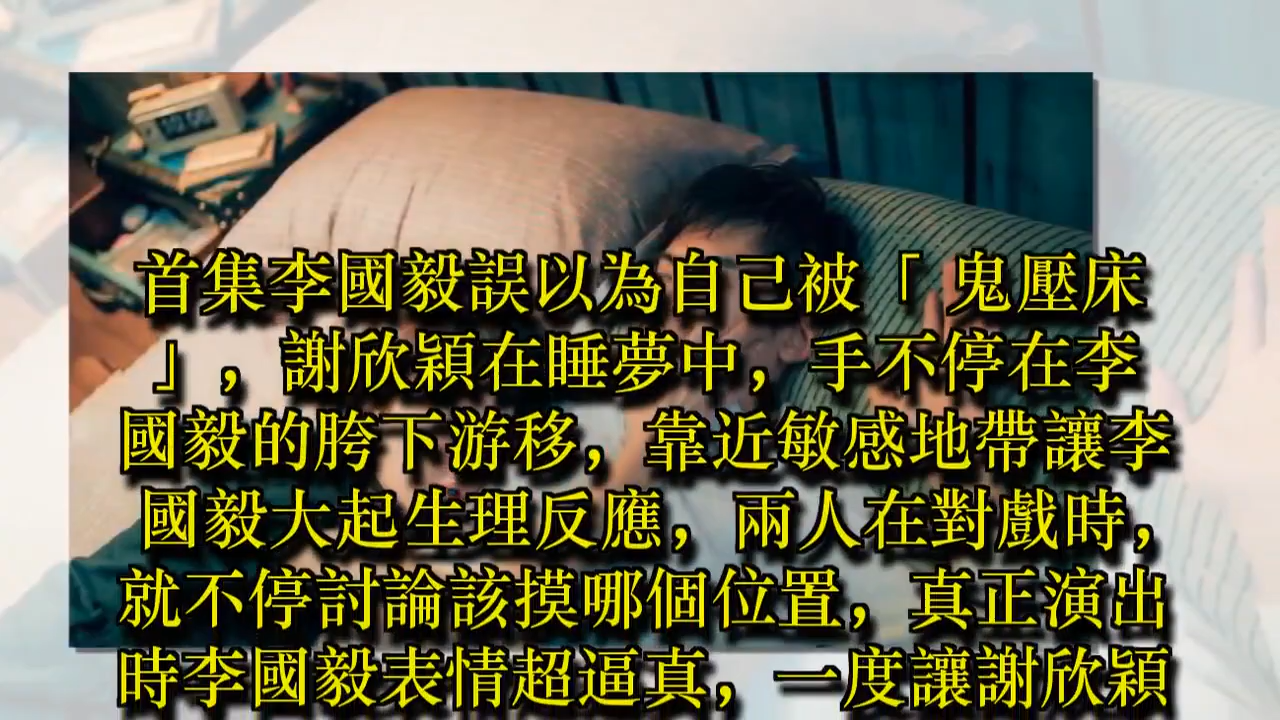 首集李國毅誤以為自己被「 鬼壓床
」，謝欣穎在睡夢中，手不停在李
國毅的胯下游移，靠近敏感地帶讓李
國毅大起生理反應，兩人在對戲時，
就不停討論該摸哪個位置，真正演出
時李國毅表情超逼真，一度讓謝欣穎